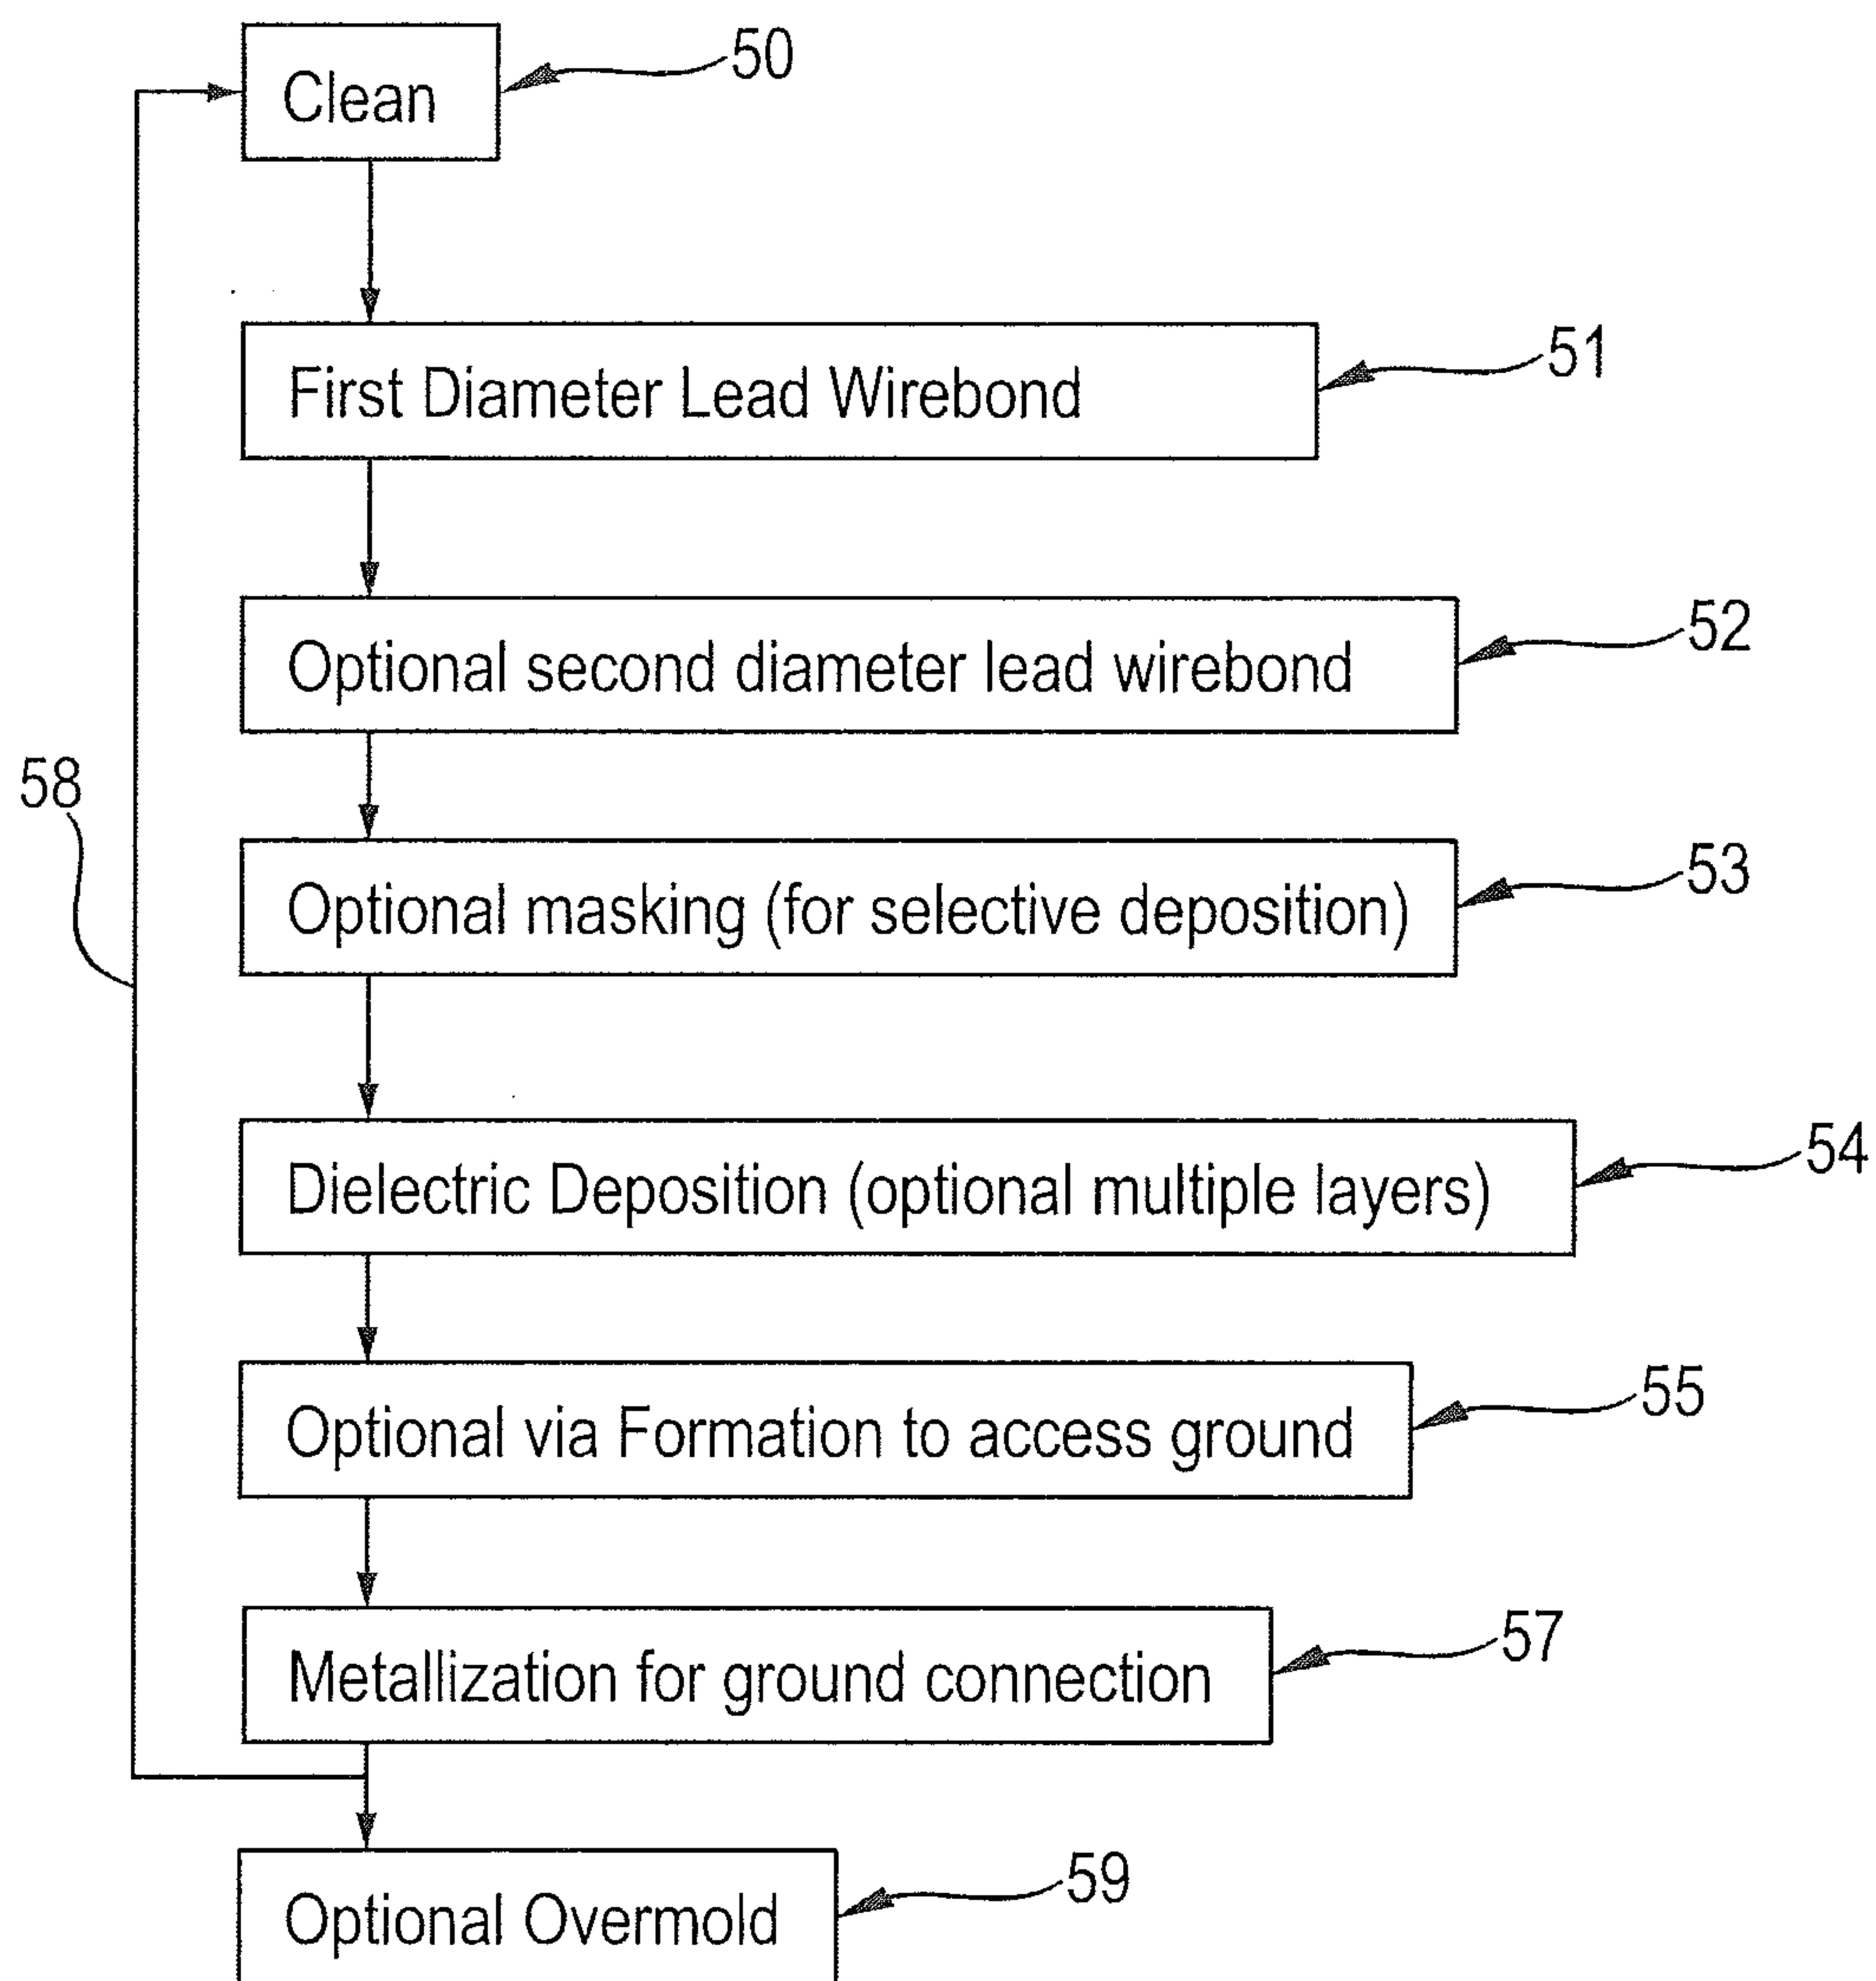 Clean
50
First Diameter Lead Wirebond
51
Optional second diameter lead wirebond
52
58
Optional masking (for selective deposition)
53
Dielectric Deposition (optional multiple layers)
54
Optional via Formation to access ground
55
Metallization for ground connection
57
Optional Overmold
59